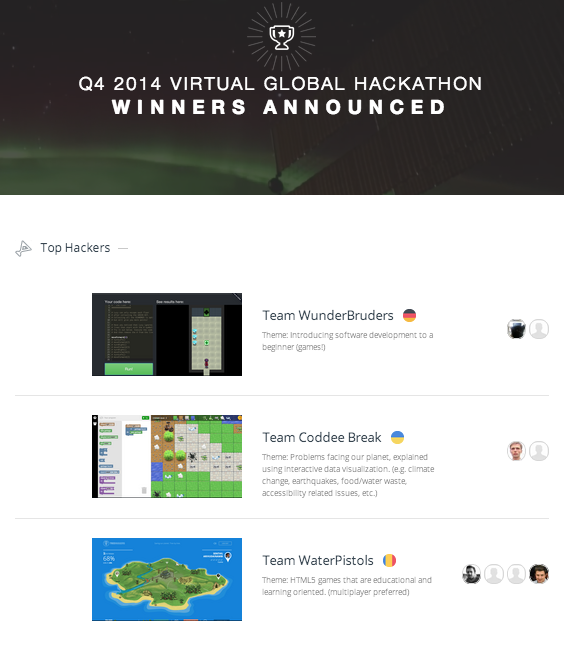 Q4 2014 VIRTUAL GLOBAL HACKATHON
WINNERS ANNOUNCED
Top Hackers
Your code here:
See results here:
Run
Team WunderBruders
Theme: Introducing software development to a
beginner (games!)
Team Coddee Break
Theme: Problems facing our planet, explained
using interactive data visualization. (e.g. climate
change, earthquakes, food/water waste,
accessibility related issues, etc.)
68%
Team WaterPistols
Theme: HTML5 games that are educational and
learning oriented. (multiplayer preferred)